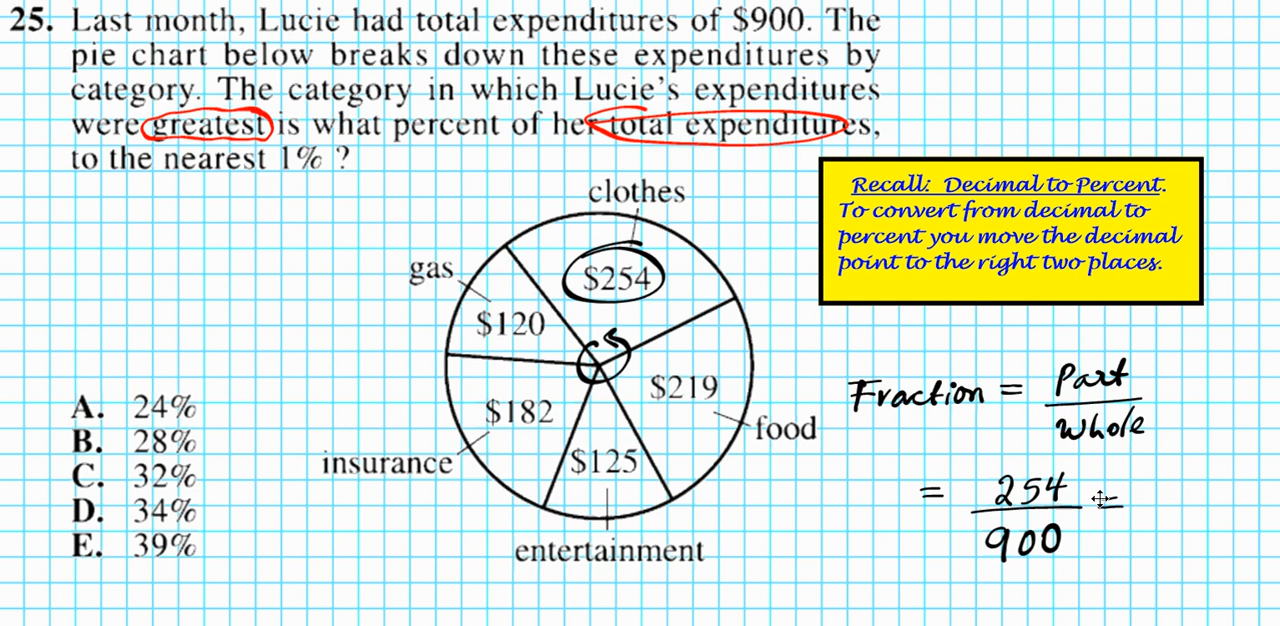 25. Last month, Lucie had total expenditures of $900. The
pie chart below breaks down these expenditures by
category. The category in which Lucie's expenditures
were greatest is what percent of her total expenditures,
to the nearest 1% ?
Recall: Decimal to Percent.
To convert from decimal to
percent you move the decimal
point to the right two places.
clothes
gas
$254
$120
$219
$182
food
insurance
$125
entertainment
A. 24%
B. 28%
C. 32%
D. 34%
E. 39%
Fraction = Part
Whole
= 254 =
900